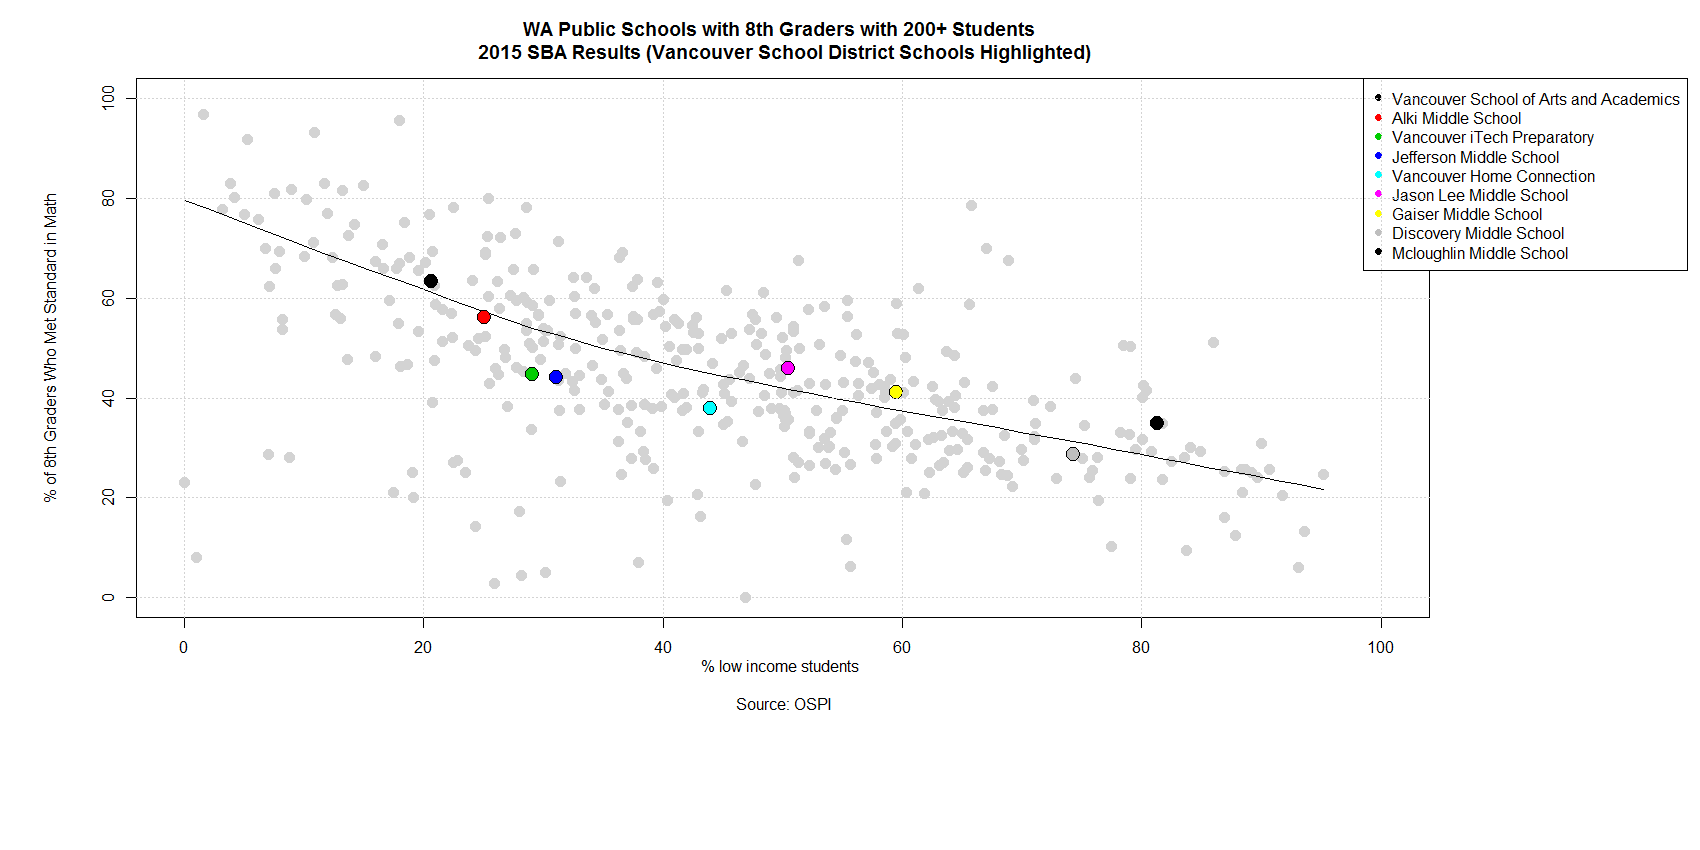 WA Public Schools with 8th Graders with 200+ Students
2015 SBA Results (Vancouver School District Schools Highlighted)
% of 8th Graders Who Met Standard in Math
100
80
60
40
20
0
Vancouver School of Arts and Academics
Alki Middle School
Vancouver iTech Preparatory
Jefferson Middle School
Vancouver Home Connection
Jason Lee Middle School
Gaiser Middle School
Discovery Middle School
Mcloughlin Middle School
0 20 40 60 80 100
% low income students
Source: OSPI